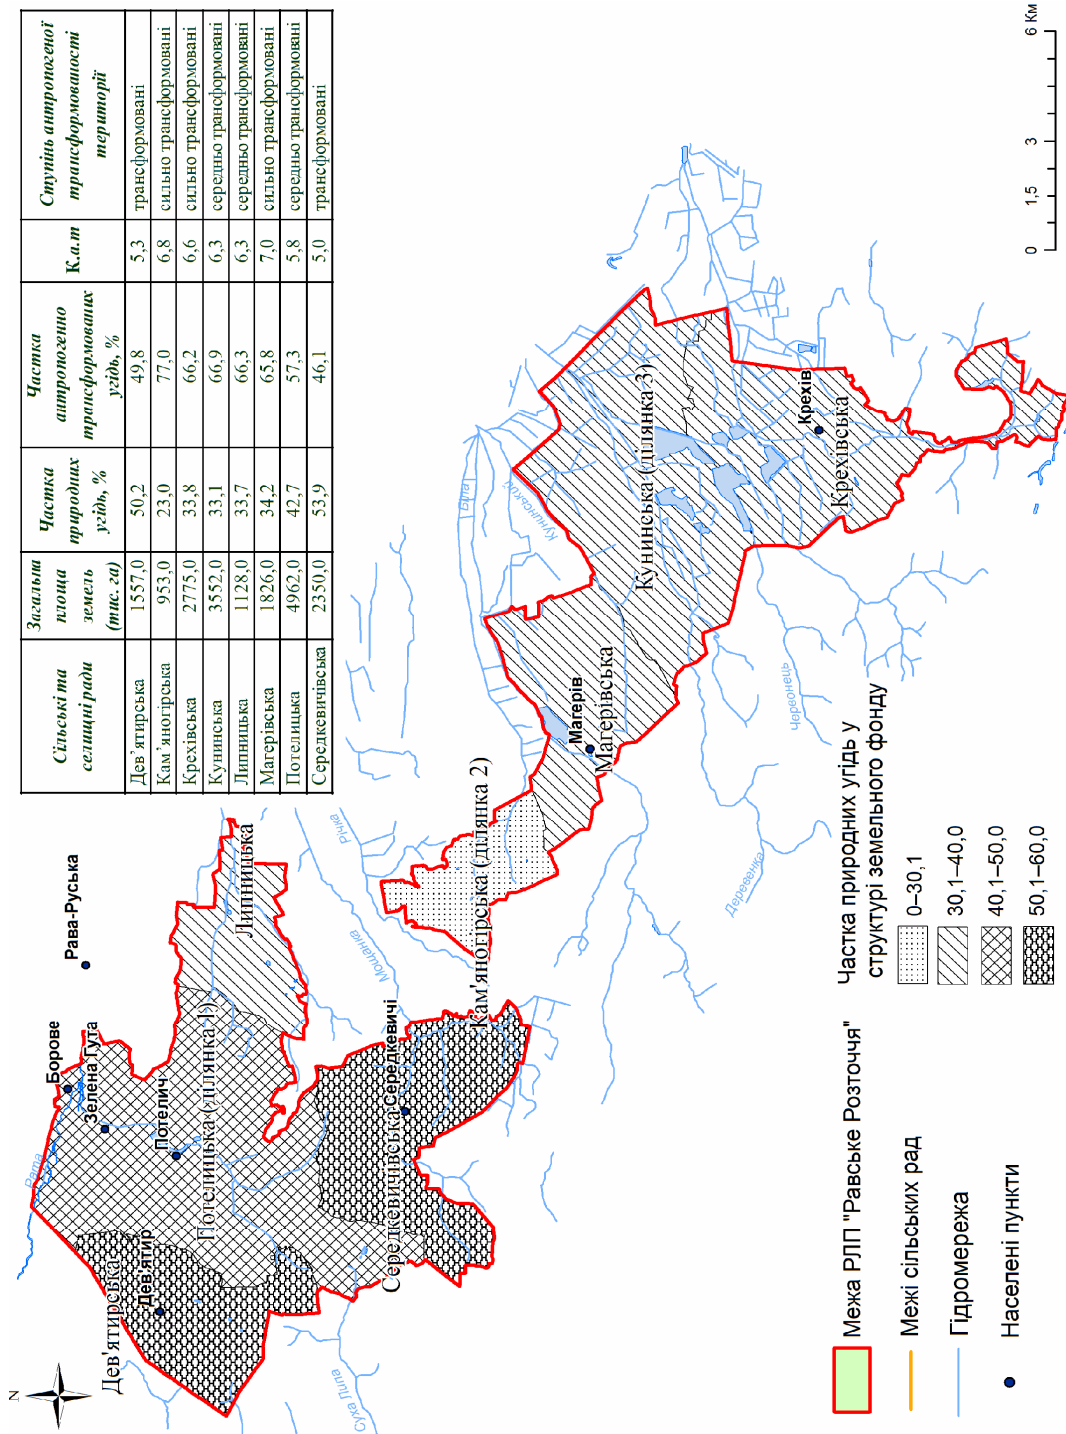 N
Рата
Борове
Зелена Гута
Рава-Руська
Потелич
Потелицька (ділянка 1)
Липницька
Дев'ятирська
Дев'ятир
Середкевичівська
Середкевичі
Суха Липа
Мощанка
Річка
Кам'яногірська (ділянка 2)
Магерів
Магерівська
Біла
Кунинський
Кунинська (ділянка 3)
Крехів
Крехівська
Деревенка
Червонець
Сільські та селищні ради
Загальна площа земель (тис. га)
Частка природних угідь, %
Частка антропогенно трансформованих угідь, %
К.а.т
Ступінь антропогеної трансформованості території
Дев'ятирська 1557,0 50,2 49,8 5,3 трансформовані
Кам'яногірська 953,0 23,0 77,0 6,8 сильно трансформовані
Крехівська 2775,0 33,8 66,2 6,6 сильно трансформовані
Кунинська 3552,0 33,1 66,9 6,3 середньо трансформовані
Липницька 1128,0 33,7 66,3 6,3 середньо трансформовані
Магерівська 1826,0 34,2 65,8 7,0 сильно трансформовані
Потелицька 4962,0 42,7 57,3 5,8 середньо трансформовані
Середкевичівська 2350,0 53,9 46,1 5,0 трансформовані
Межа РЛП "Равське Розточчя"
Межі сільських рад
Гідромережа
Населені пункти
Частка природних угідь у
структурі земельного фонду
0–30,1
30,1–40,0
40,1–50,0
50,1–60,0
0 1,5 3 6 Км